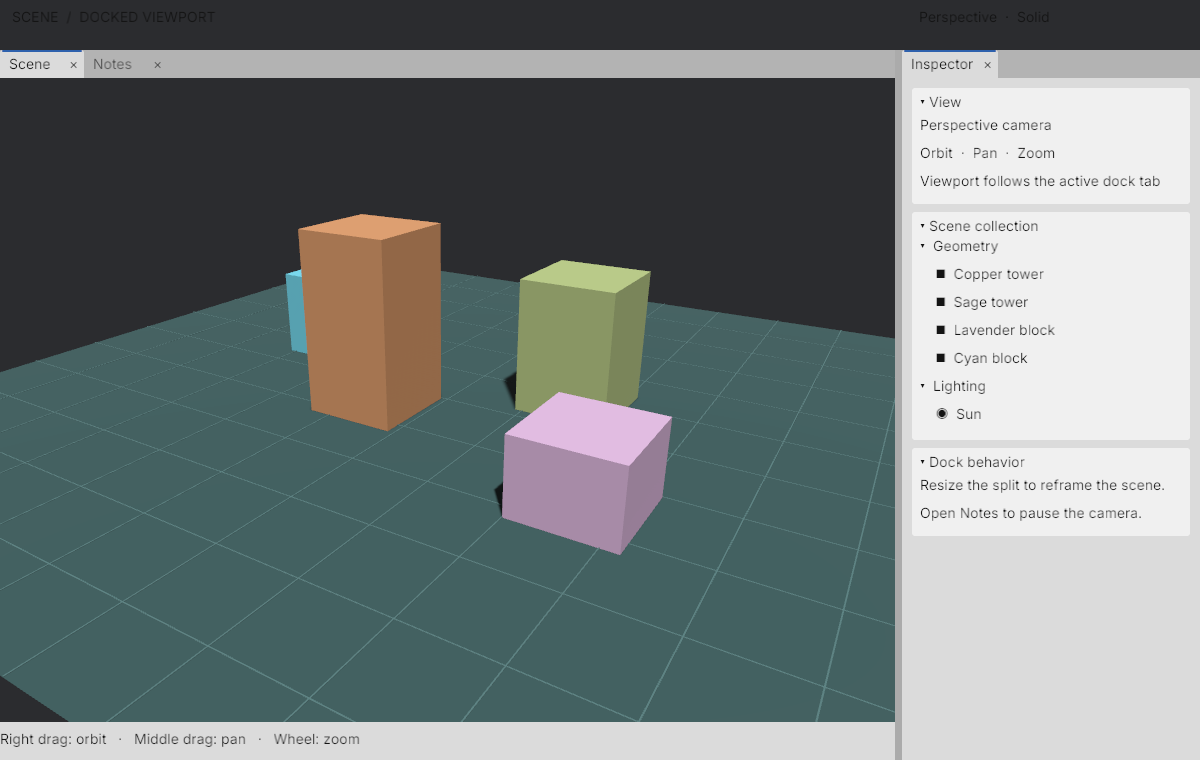 SCENE / DOCKED VIEWPORT
Perspective · Solid
Scene ×
Notes ×
Inspector ×
▾ View
Perspective camera
Orbit · Pan · Zoom
Viewport follows the active dock tab
▾ Scene collection
▾ Geometry
Copper tower
Sage tower
Lavender block
Cyan block
▾ Lighting
Sun
▾ Dock behavior
Resize the split to reframe the scene.
Open Notes to pause the camera.
Right drag: orbit · Middle drag: pan · Wheel: zoom